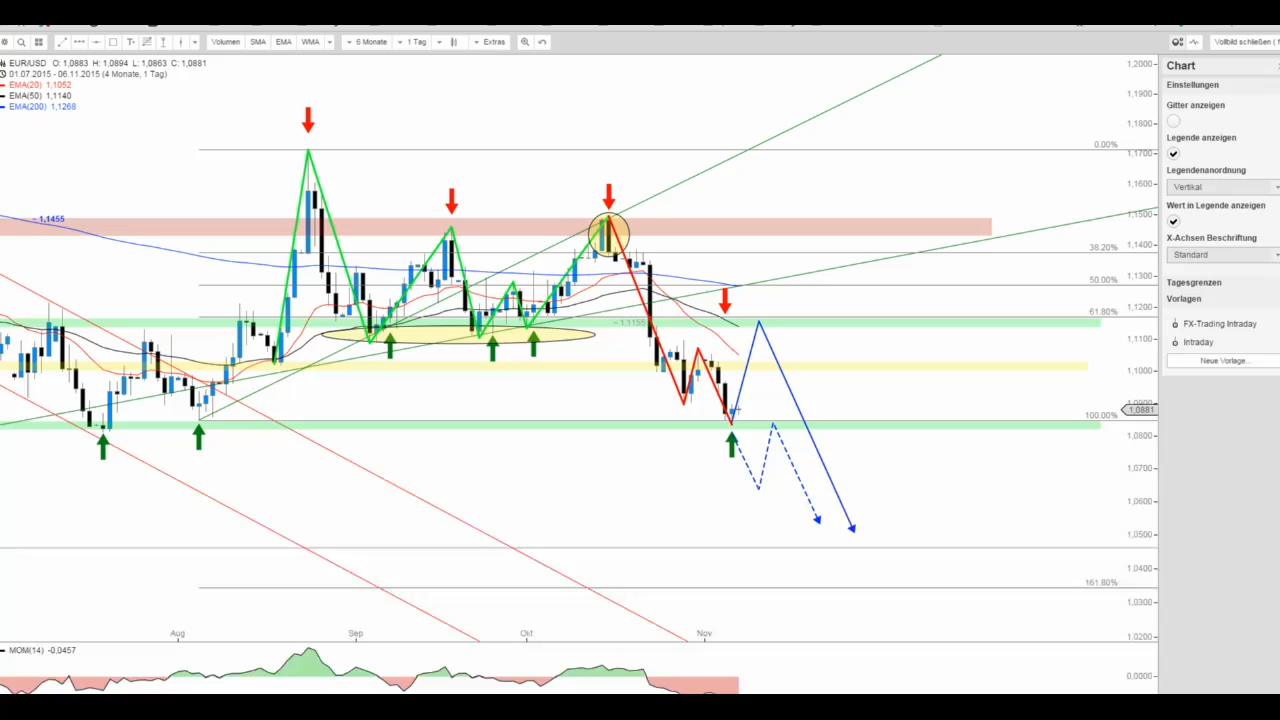 Volumen SMA EMA WMA 6 Monate 1 Tag Extras Vollbild schließen ( f
EUR/USD O: 1,0883 H: 1,0894 L: 1,0863 C: 1,0881
01.07.2015 - 06.11.2015 (4 Monate, 1 Tag)
EMA(20) 1,1052
EMA(50) 1,1140
EMA(200) 1,1268
~ 1,1455
~ 1,1155
0.00%
38.20%
50.00%
61.80%
100.00%
161.80%
1,2000
1,1900
1,1800
1,1700
1,1600
1,1500
1,1400
1,1300
1,1200
1,1100
1,1000
1,0900
1,0881
1,0800
1,0700
1,0600
1,0500
1,0400
1,0300
1,0200
Aug Sep Okt Nov
MOM(14) -0,0457
0,0000
Chart
Einstellungen
Gitter anzeigen
Legende anzeigen
Legendenanordnung
Vertikal
Wert in Legende anzeigen
X-Achsen Beschriftung
Standard
Tagesgrenzen
Vorlagen
FX-Trading Intraday
Intraday
Neue Vorlage...